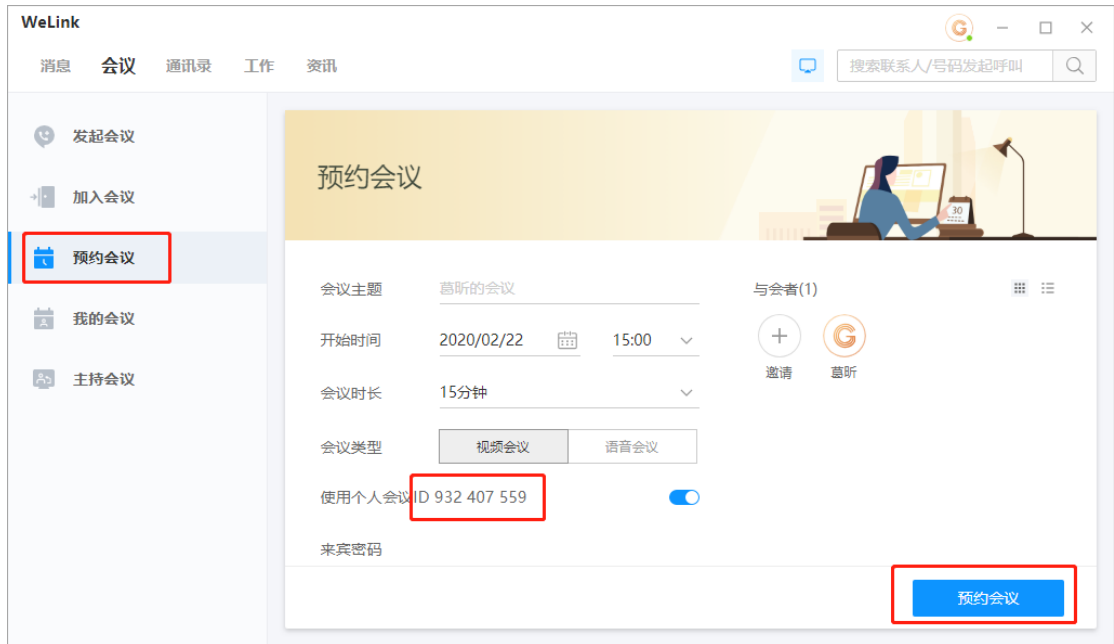 WeLink
G
消息 会议 通讯录 工作 资讯
搜索联系人/号码发起呼叫
发起会议
加入会议
预约会议
我的会议
主持会议
预约会议
30
会议主题 葛昕的会议
开始时间 2020/02/22 15:00
会议时长 15分钟
会议类型 视频会议 语音会议
使用个人会议ID 932 407 559
来宾密码
与会者(1)
G
邀请 葛昕
预约会议